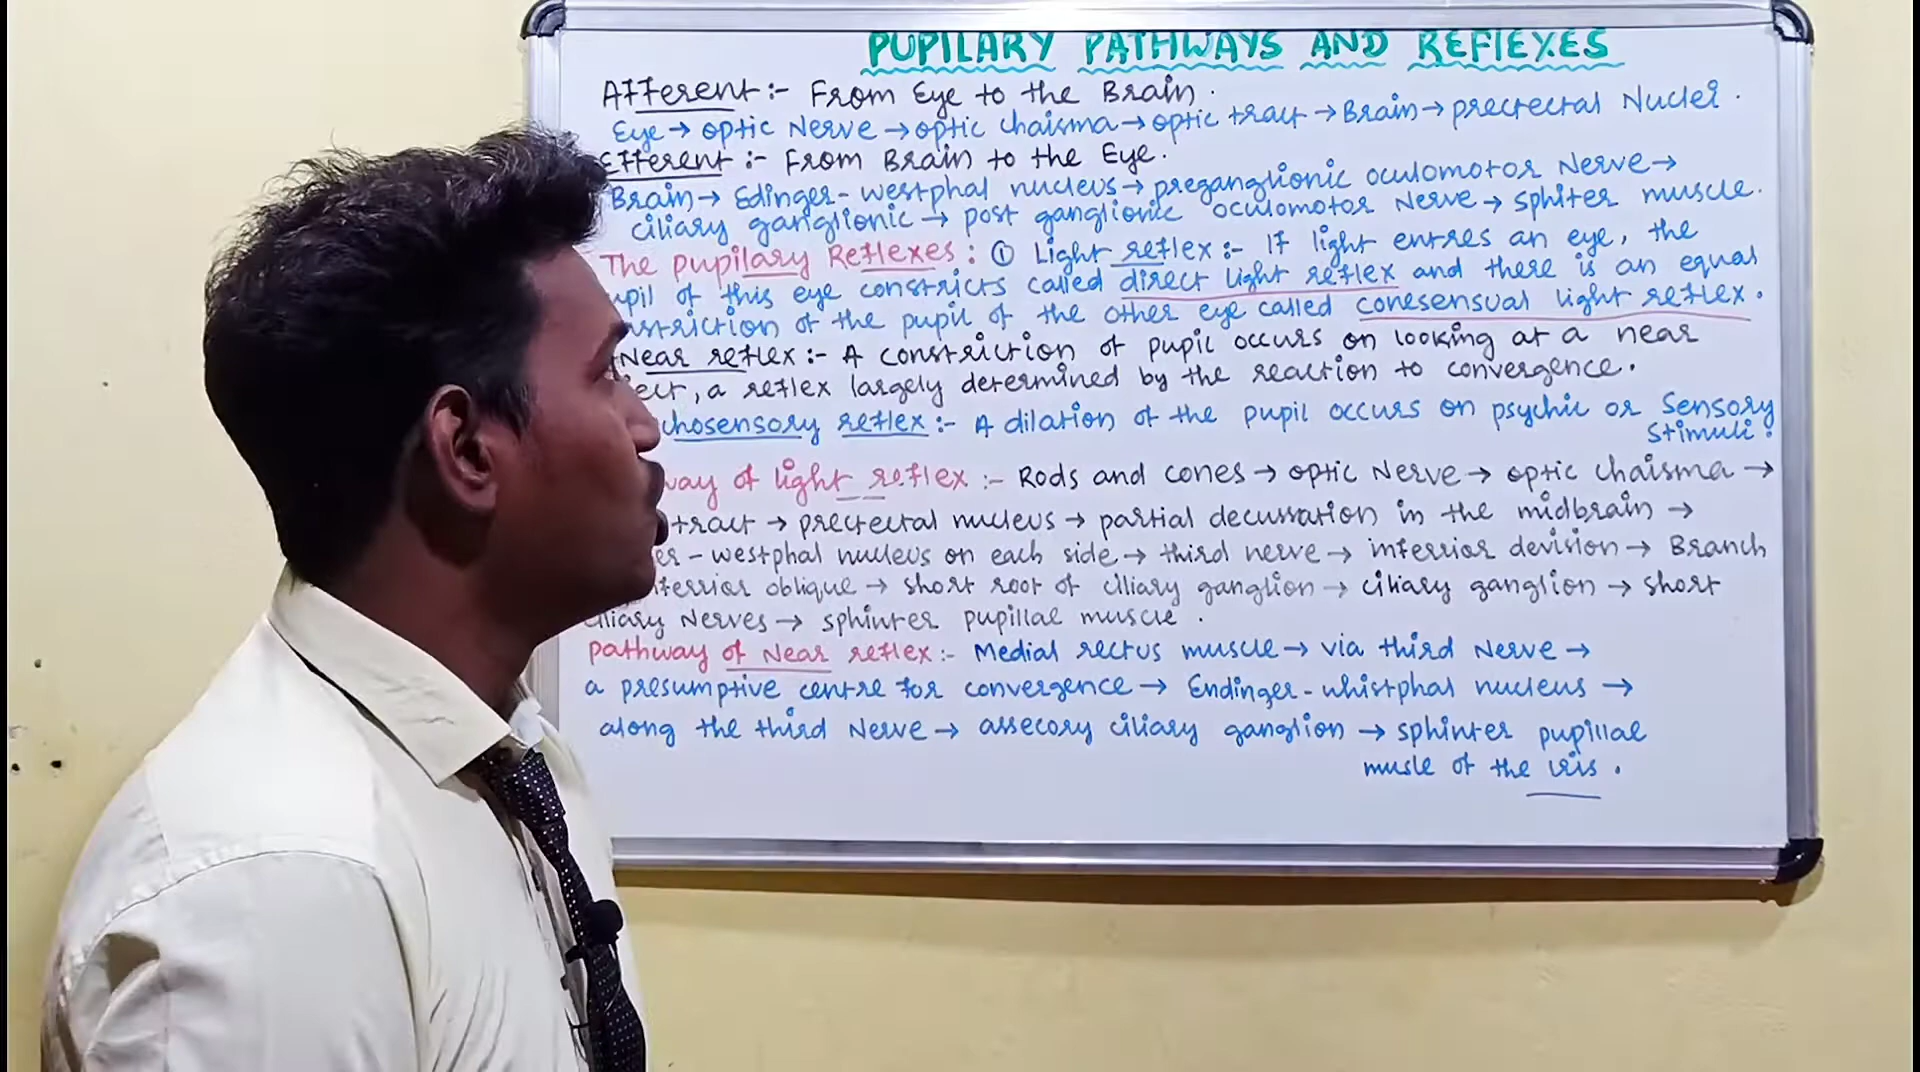 PUPILARY PATHWAYS AND REFLEXES
Afferent :- From Eye to the Brain.
Eye → optic Nerve → optic chaisma → optic tract → Brain → prectectal Nuclei.
Efferent :- From Brain to the Eye.
Brain → Edinger-westphal nucleus → preganglionic oculomotor Nerve →
ciliary ganglionic → post ganglionic oculomotor Nerve → sphiter muscle.
The pupilary Reflexes : ① Light reflex :- If light entres an eye, the
upil of this eye constricts called direct light reflex and there is an equal
nstriction of the pupil of the other eye called conesensual light reflex.
Near reflex :- A constriction of pupil occurs on looking at a near
ject, a reflex largely determined by the reaction to convergence.
chosensory reflex :- A dilation of the pupil occurs on psychic or Sensory
Stimuli.
way of light reflex :- Rods and cones → optic Nerve → optic chaisma →
tract → prectectal nucleus → partial decussation in the midbrain →
er-westphal nucleus on each side → third nerve → inferrior devision → Branch
ferrior oblique → short root of ciliary ganglion → ciliary ganglion → short
ciliary Nerves → sphinter pupillae muscle.
pathway of Near reflex :- Medial rectus muscle → via third Nerve →
a presumptive centre for convergence → Endinger-whistphal nucleus →
along the third Nerve → assecory ciliary ganglion → sphinter pupillae
musle of the iris.